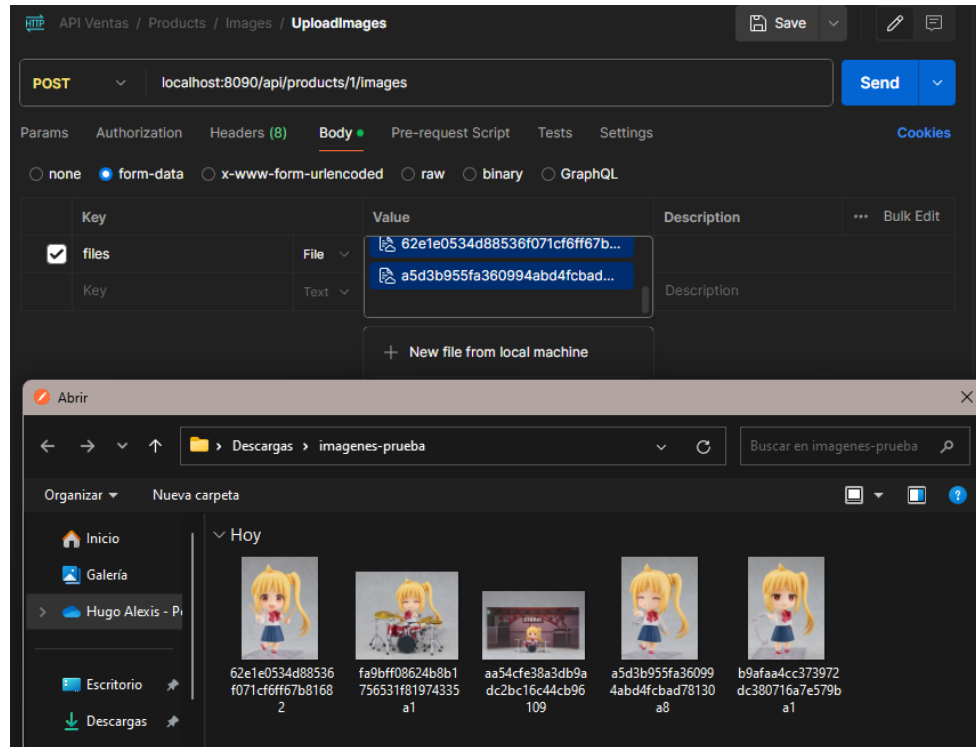 HTTP API Ventas / Products / Images / UploadImages Save
POST localhost:8090/api/products/1/images Send
Params Authorization Headers (8) Body Pre-request Script Tests Settings Cookies
none form-data x-www-form-urlencoded raw binary GraphQL
Key Value Description ... Bulk Edit
files File 62e1e0534d88536f071cf6ff67b...
a5d3b955fa360994abd4fcbad...
Key Text Description
+ New file from local machine
Abrir
Descargas > imagenes-prueba Buscar en imagenes-prueba
Organizar Nueva carpeta
Inicio
Galería
Hugo Alexis - Pe
Escritorio
Descargas
Hoy
62e1e0534d88536
f071cf6ff67b8168
2
fa9bff08624b8b1
756531f81974335
a1
aa54cfe38a3db9a
dc2bc16c44cb96
109
a5d3b955fa36099
4abd4fcbad78130
a8
b9afaa4cc373972
dc380716a7e579b
a1